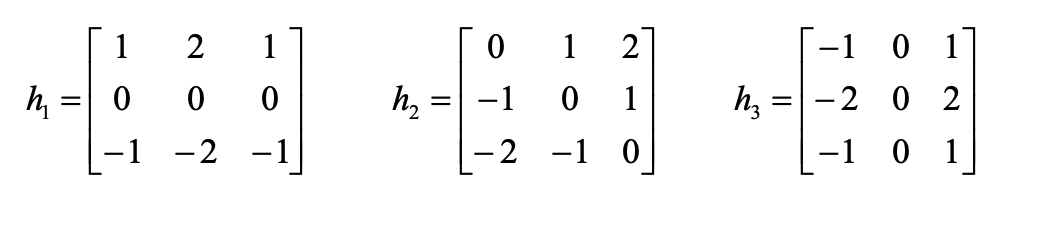 h₁ = [1 2 1; 0 0 0; −1 −2 −1]
h₂ = [0 1 2; −1 0 1; −2 −1 0]
h₃ = [−1 0 1; −2 0 2; −1 0 1]